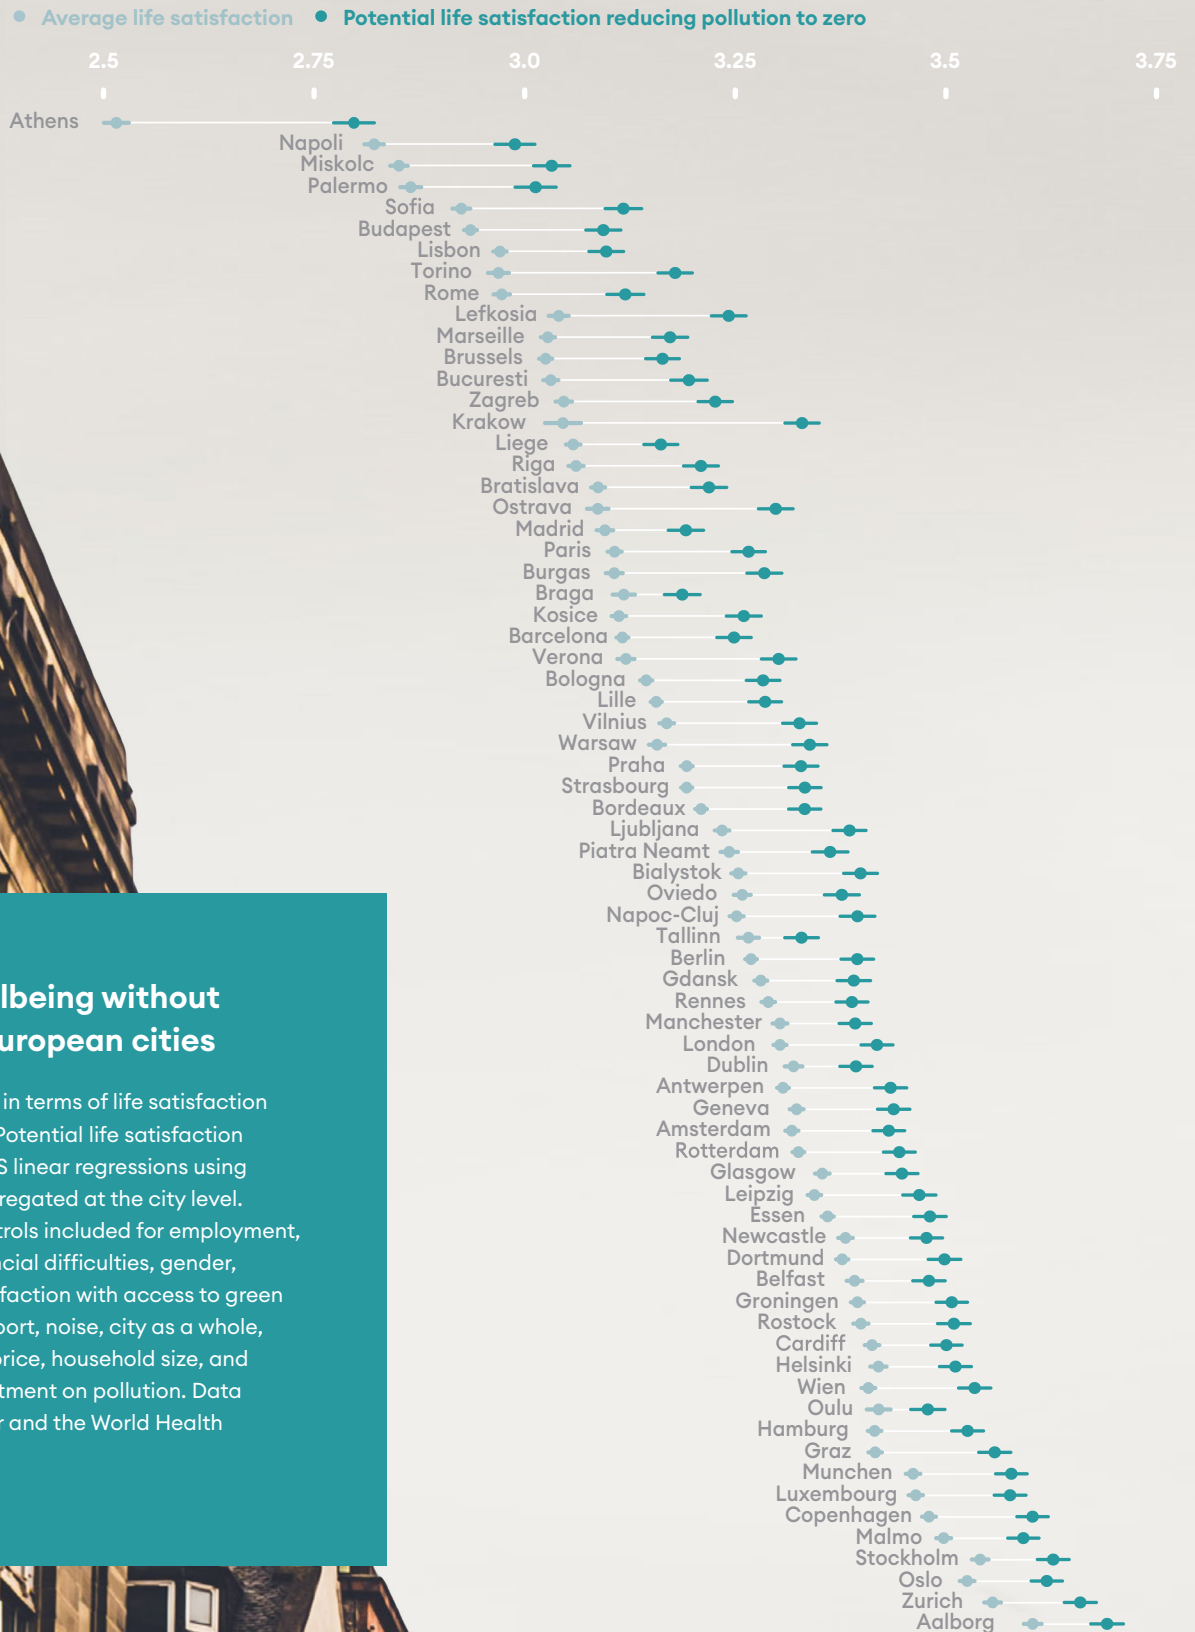 Average life satisfaction Potential life satisfaction reducing pollution to zero
2.5 2.75 3.0 3.25 3.5 3.75
Athens
Napoli
Miskolc
Palermo
Sofia
Budapest
Lisbon
Torino
Rome
Lefkosia
Marseille
Brussels
Bucuresti
Zagreb
Krakow
Liege
Riga
Bratislava
Ostrava
Madrid
Paris
Burgas
Braga
Kosice
Barcelona
Verona
Bologna
Lille
Vilnius
Warsaw
Praha
Strasbourg
Bordeaux
Ljubljana
Piatra Neamt
Bialystok
Oviedo
Napoc-Cluj
Tallinn
Berlin
Gdansk
Rennes
Manchester
London
Dublin
Antwerpen
Geneva
Amsterdam
Rotterdam
Glasgow
Leipzig
Essen
Newcastle
Dortmund
Belfast
Groningen
Rostock
Cardiff
Helsinki
Wien
Oulu
Hamburg
Graz
Munchen
Luxembourg
Copenhagen
Malmo
Stockholm
Oslo
Zurich
Aalborg
lbeing without
uropean cities
in terms of life satisfaction
Potential life satisfaction
S linear regressions using
regated at the city level.
trols included for employment,
ncial difficulties, gender,
faction with access to green
port, noise, city as a whole,
price, household size, and
tment on pollution. Data
r and the World Health